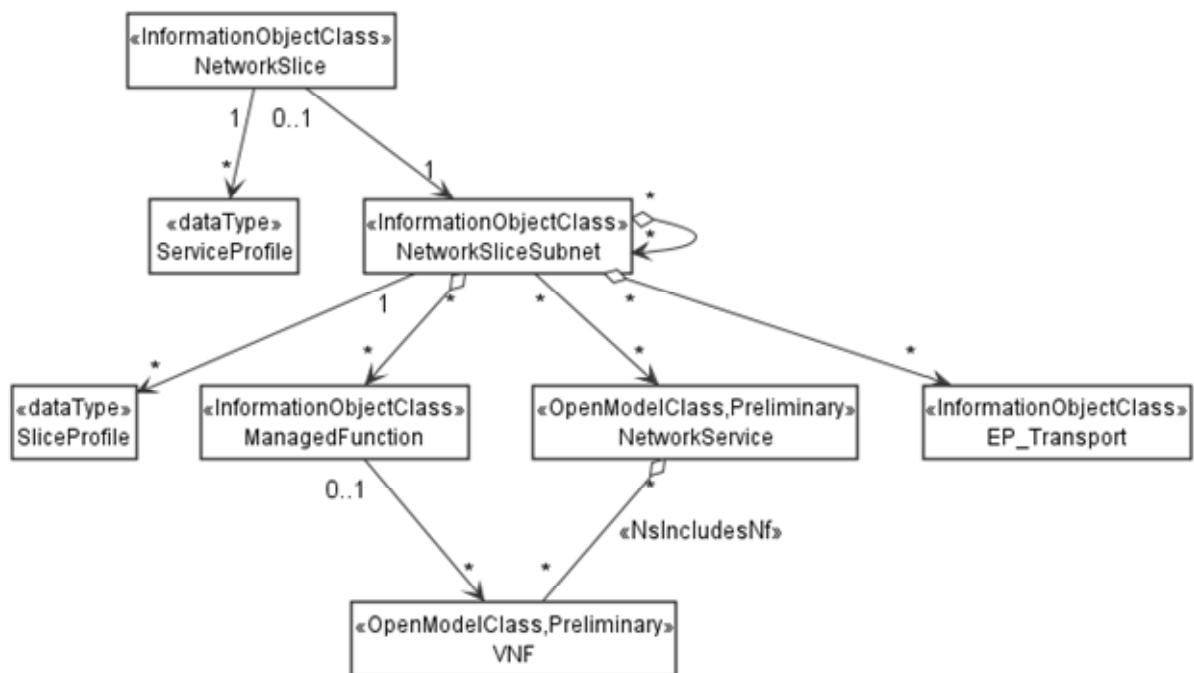 «InformationObjectClass»
NetworkSlice
1
0..1
*
1
«dataType»
ServiceProfile
«InformationObjectClass»
NetworkSliceSubnet
*
*
1
*
*
*
*
*
*
*
«dataType»
SliceProfile
«InformationObjectClass»
ManagedFunction
«OpenModelClass,Preliminary»
NetworkService
«InformationObjectClass»
EP_Transport
0..1
*
«NsIncludesNf»
*
*
«OpenModelClass,Preliminary»
VNF